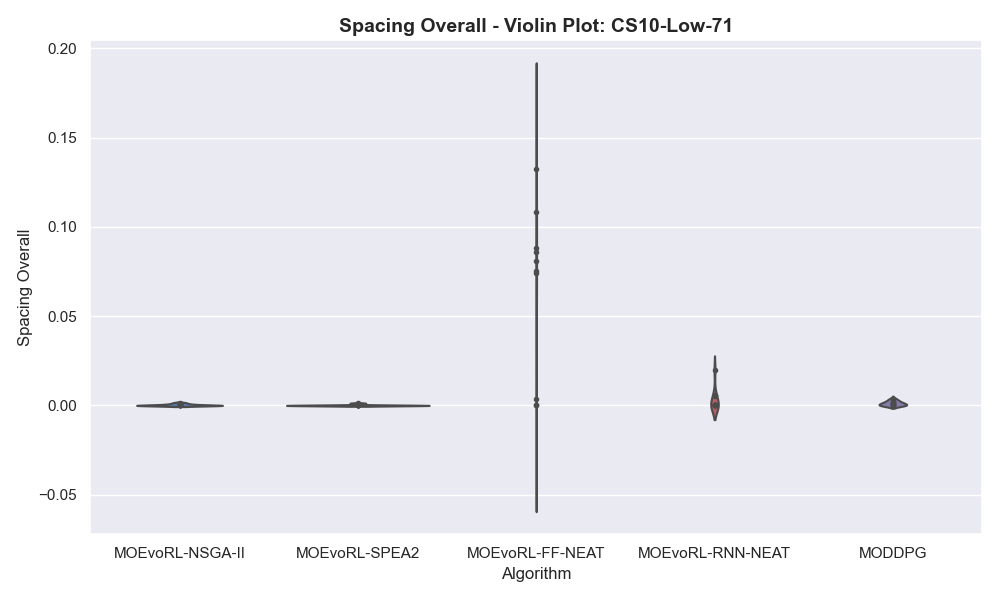 Spacing Overall - Violin Plot: CS10-Low-71
Spacing Overall
0.20
0.15
0.10
0.05
0.00
−0.05
MOEvoRL-NSGA-II MOEvoRL-SPEA2 MOEvoRL-FF-NEAT MOEvoRL-RNN-NEAT MODDPG
Algorithm